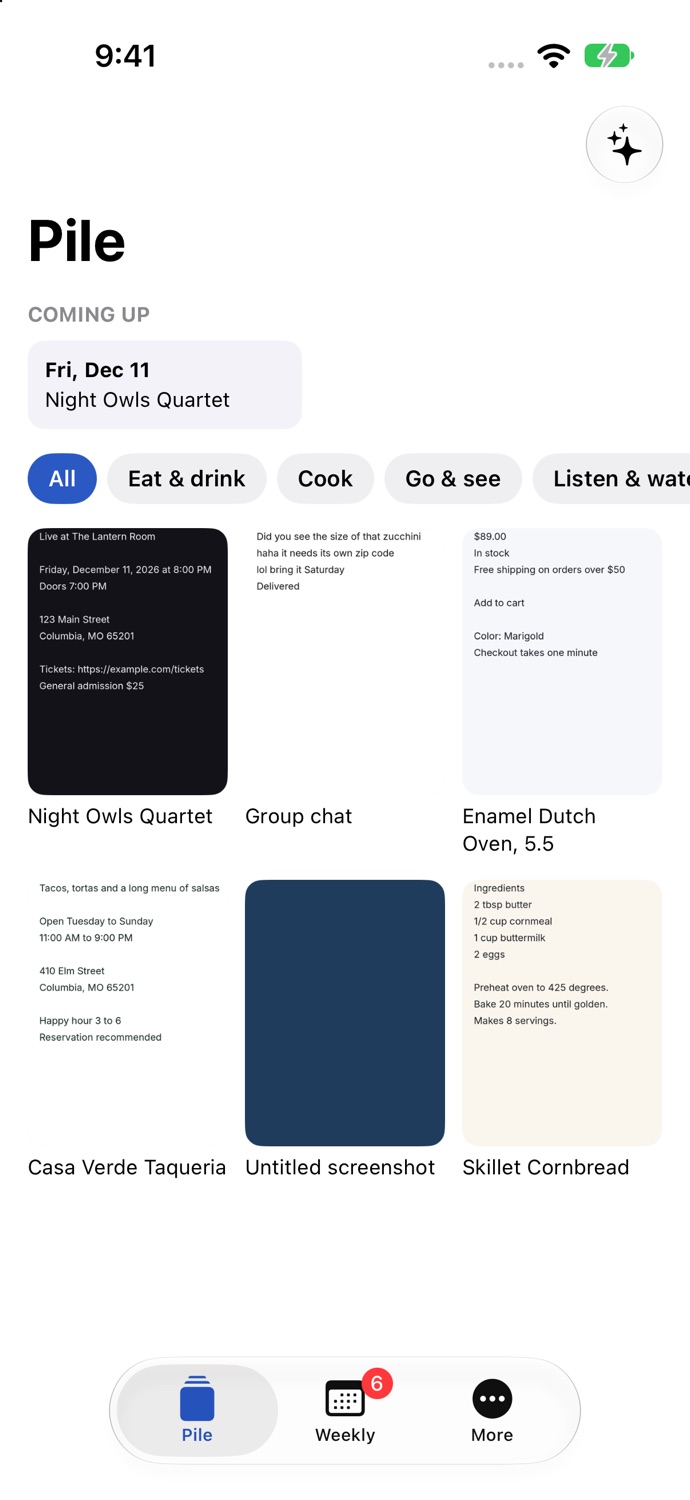 9:41
Pile
COMING UP
Fri, Dec 11
Night Owls Quartet
All
Eat & drink
Cook
Go & see
Listen &
Live at The Lantern Room
Friday, December 11, 2026 at 8:00 PM
Doors 7:00 PM
123 Main Street
Columbia, MO 65201
Tickets: https://example.com/tickets
General admission $25
Night Owls Quartet
Did you see the size of that zucchini
haha it needs its own zip code
lol bring it Saturday
Delivered
Group chat
$89.00
In stock
Free shipping on orders over $50
Add to cart
Color: Marigold
Checkout takes one minute
Enamel Dutch
Oven, 5.5
Tacos, tortas and a long menu of salsas
Open Tuesday to Sunday
11:00 AM to 9:00 PM
410 Elm Street
Columbia, MO 65201
Happy hour 3 to 6
Reservation recommended
Casa Verde Taqueria
Untitled screenshot
Ingredients
2 tbsp butter
1/2 cup cornmeal
1 cup buttermilk
2 eggs
Preheat oven to 425 degrees.
Bake 20 minutes until golden.
Makes 8 servings.
Skillet Cornbread
Pile
6
Weekly
More